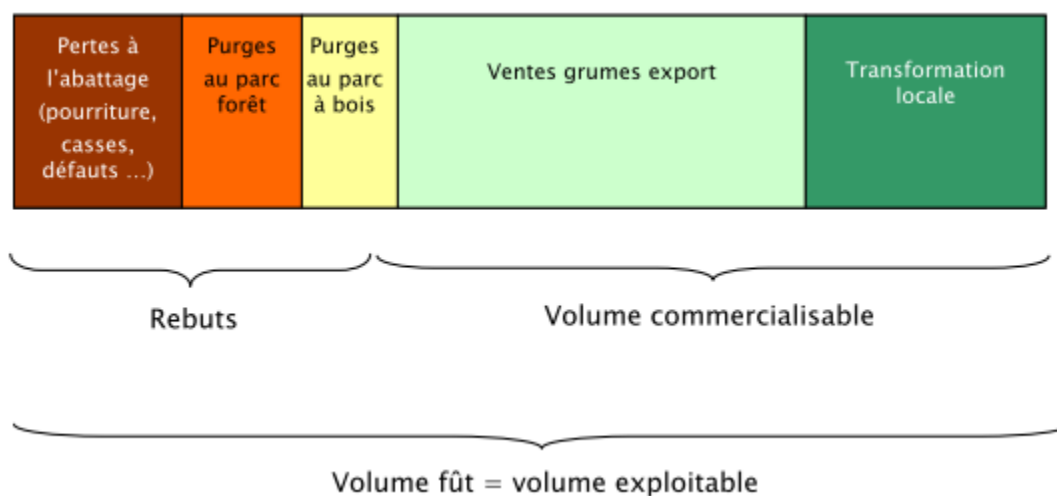 Pertes à
l'abattage
(pourriture,
casses,
défauts ...)
Purges
au parc
forêt
Purges
au parc
à bois
Ventes grumes export
Transformation
locale
Rebuts
Volume commercialisable
Volume fût = volume exploitable